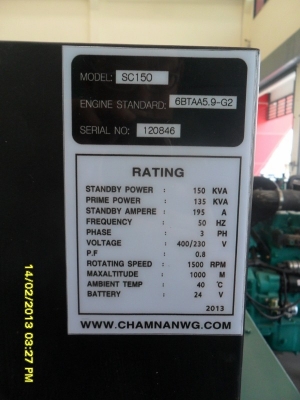 MODEL: SC150
ENGINE STANDARD: 6BTAA5.9-G2
SERIAL NO: 120846
RATING
STANDBY POWER : 150 KVA
PRIME POWER : 135 KVA
STANDBY AMPERE : 195 A
FREQUENCY : 50 HZ
PHASE : 3 PH
VOLTAGE : 400/230 V
P.F : 0.8
ROTATING SPEED : 1500 RPM
MAXALTITUDE : 1000 M
AMBIENT TEMP : 40 °C
BATTERY : 24 V
2013
WWW.CHAMNANWG.COM
14/02/2013 03:27 PM